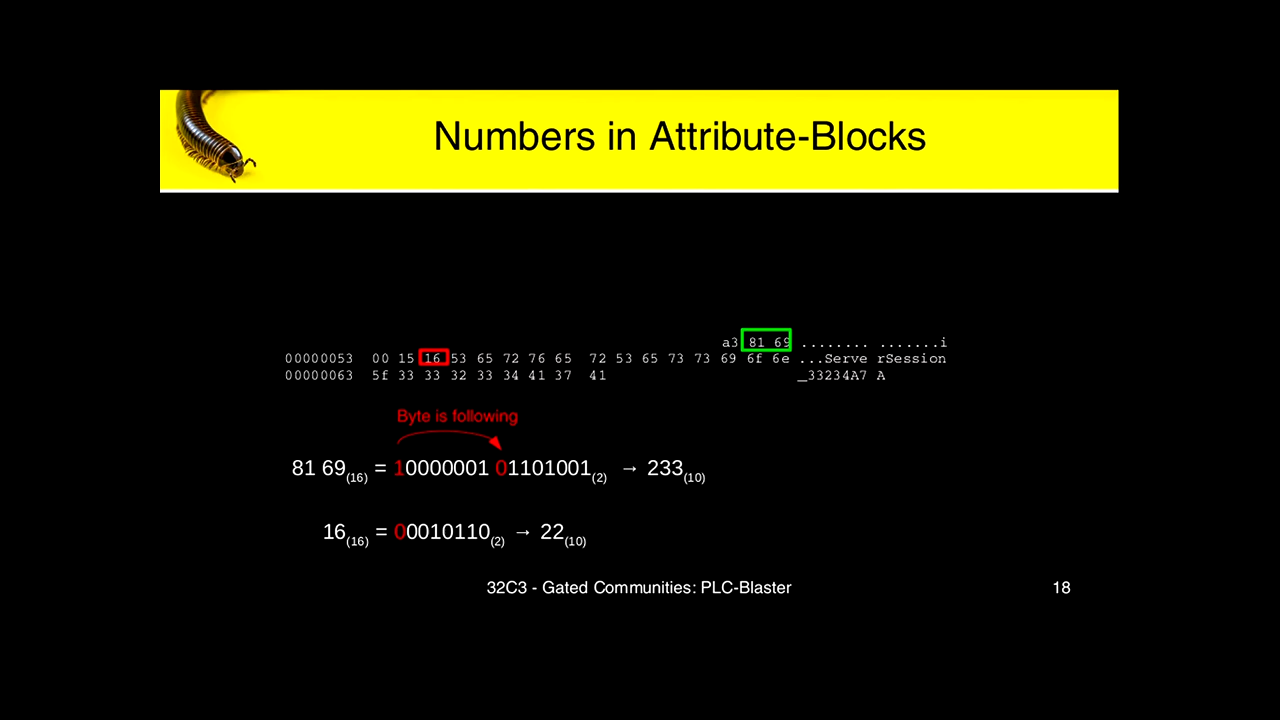 Numbers in Attribute-Blocks
a3 81 69 ........ .......i
00000053 00 15 16 53 65 72 76 65 72 53 65 73 73 69 6f 6e ...Serve rSession
00000063 5f 33 33 32 33 34 41 37 41 _33234A7 A
Byte is following
81 69(16) = 10000001 01101001(2) → 233(10)
16(16) = 00010110(2) → 22(10)
32C3 - Gated Communities: PLC-Blaster 18